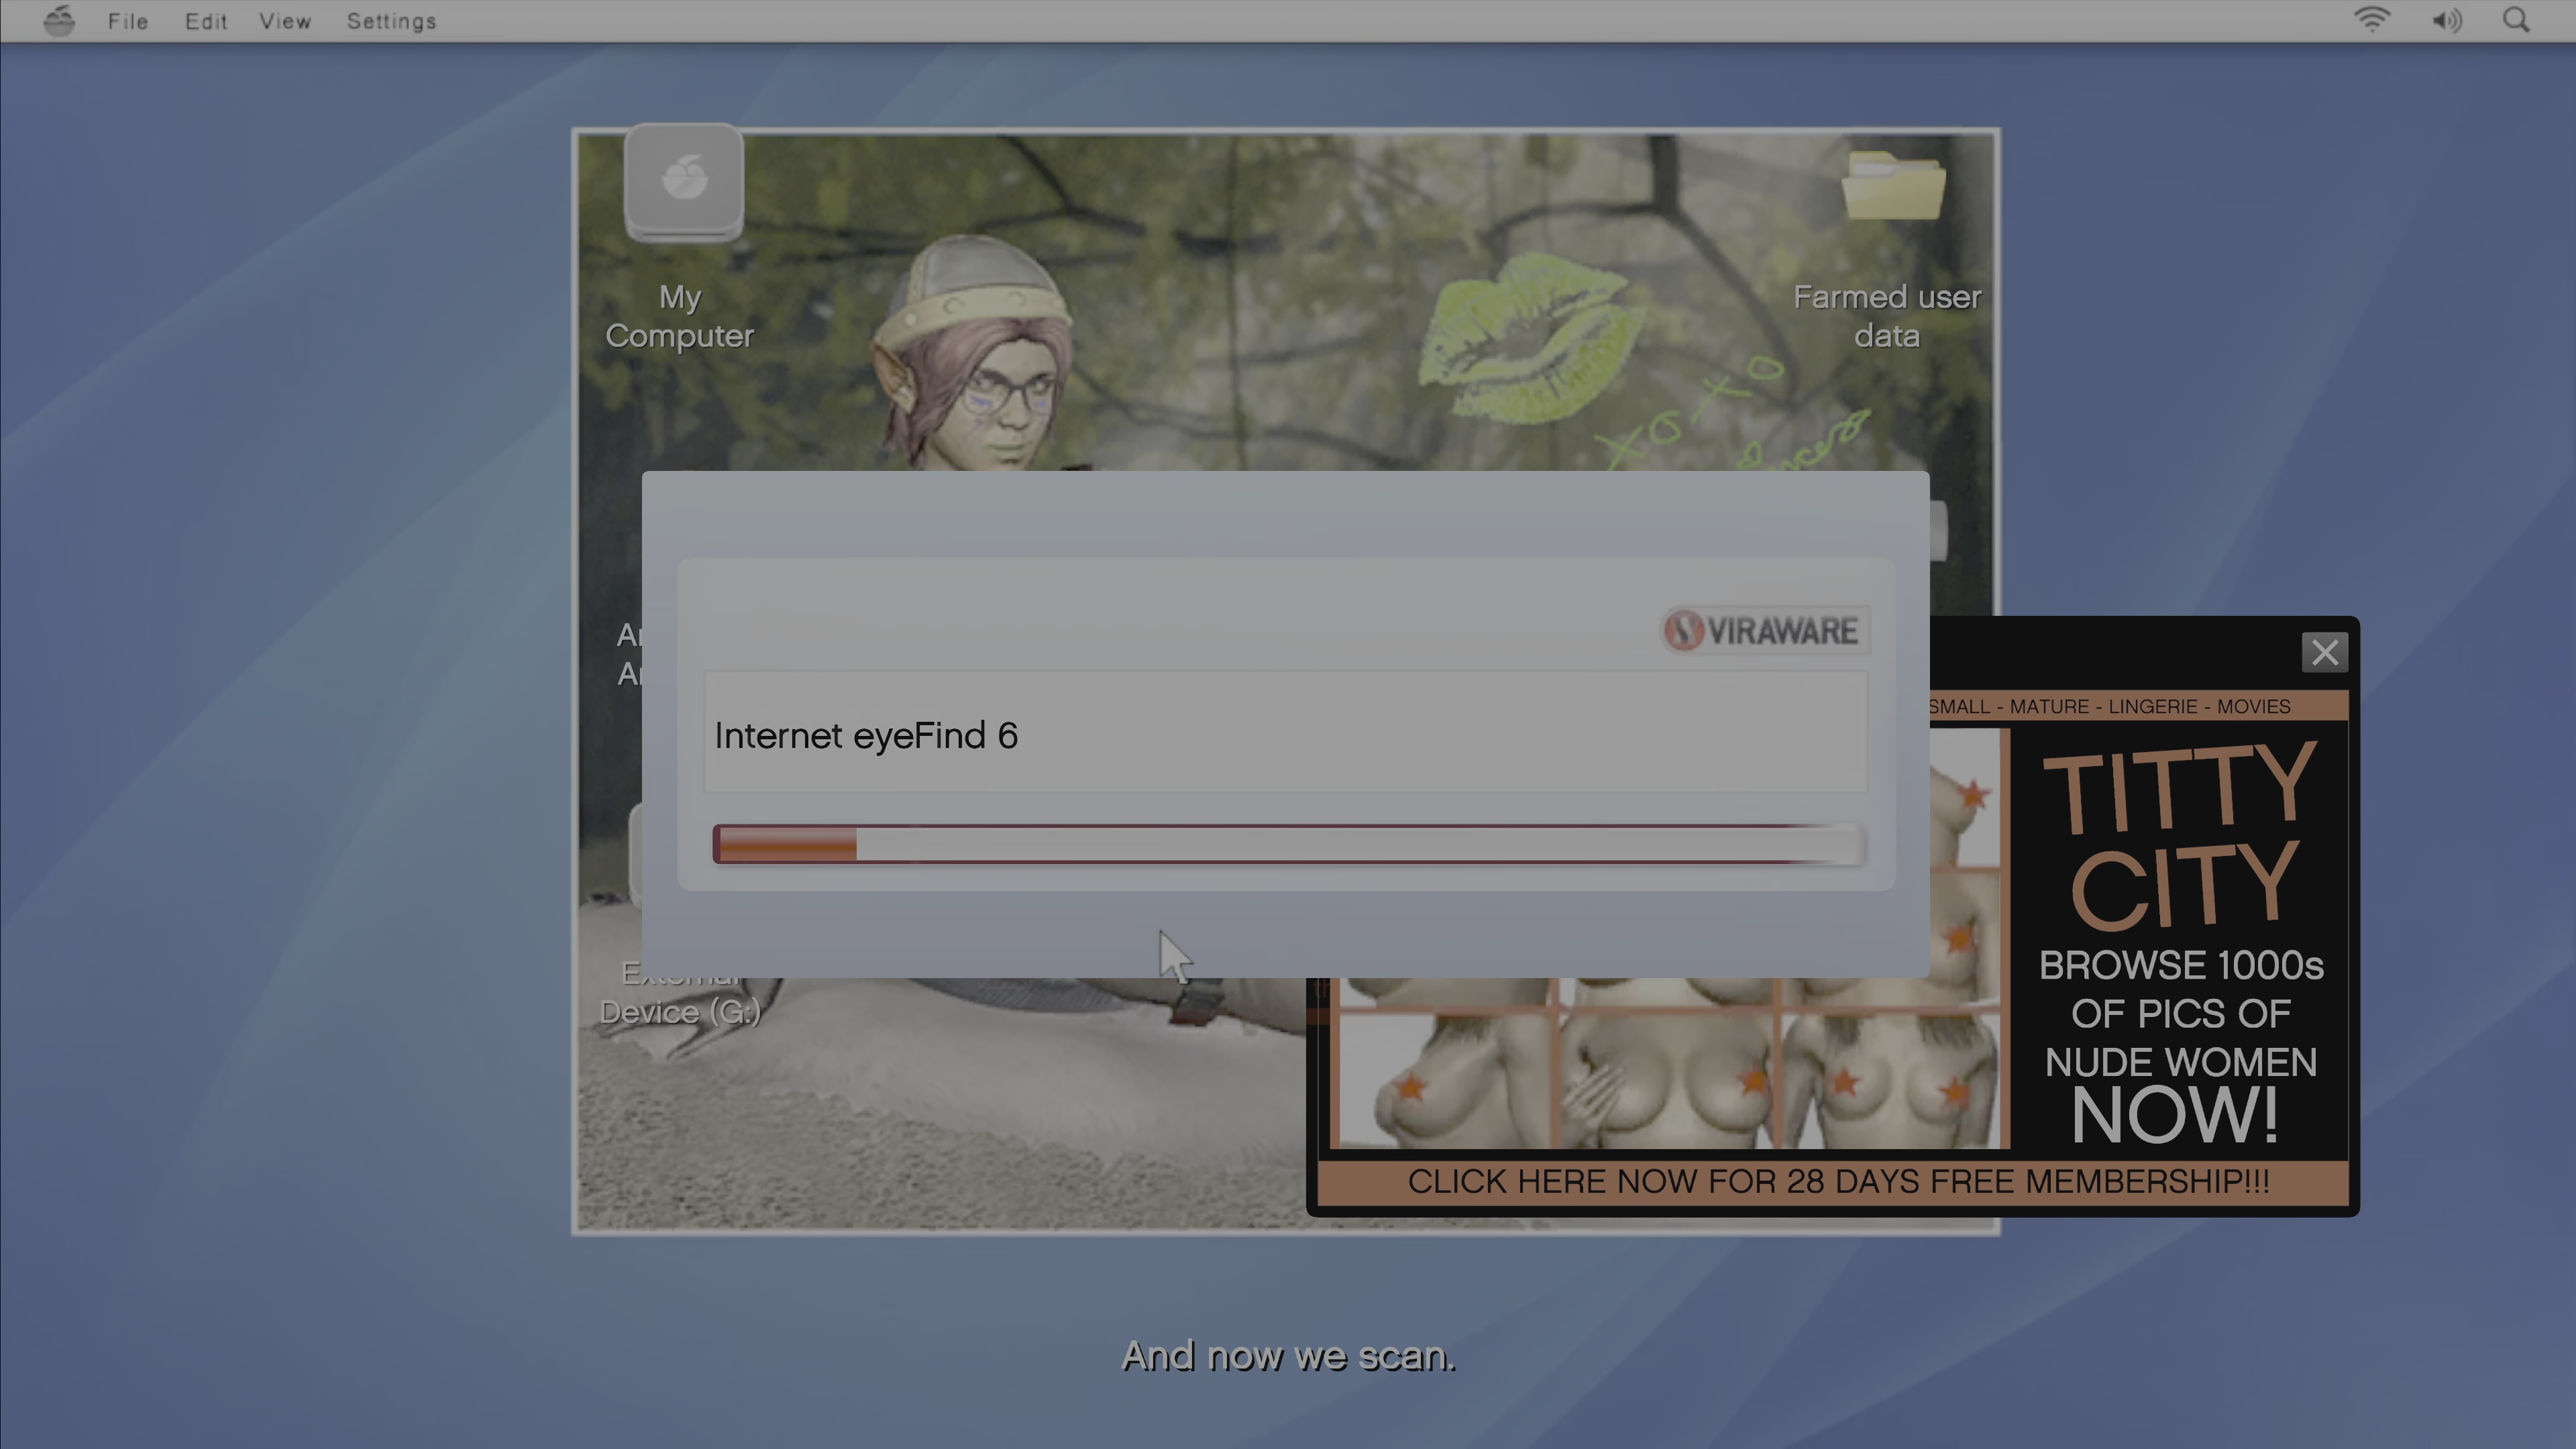 File Edit View Settings
My
Computer
Farmed user
data
XOXO
VIRAWARE
Internet eyeFind 6
SMALL - MATURE - LINGERIE - MOVIES
TITTY
CITY
BROWSE 1000s
OF PICS OF
NUDE WOMEN
NOW!
CLICK HERE NOW FOR 28 DAYS FREE MEMBERSHIP!!!
External
Device (G:)
And now we scan.